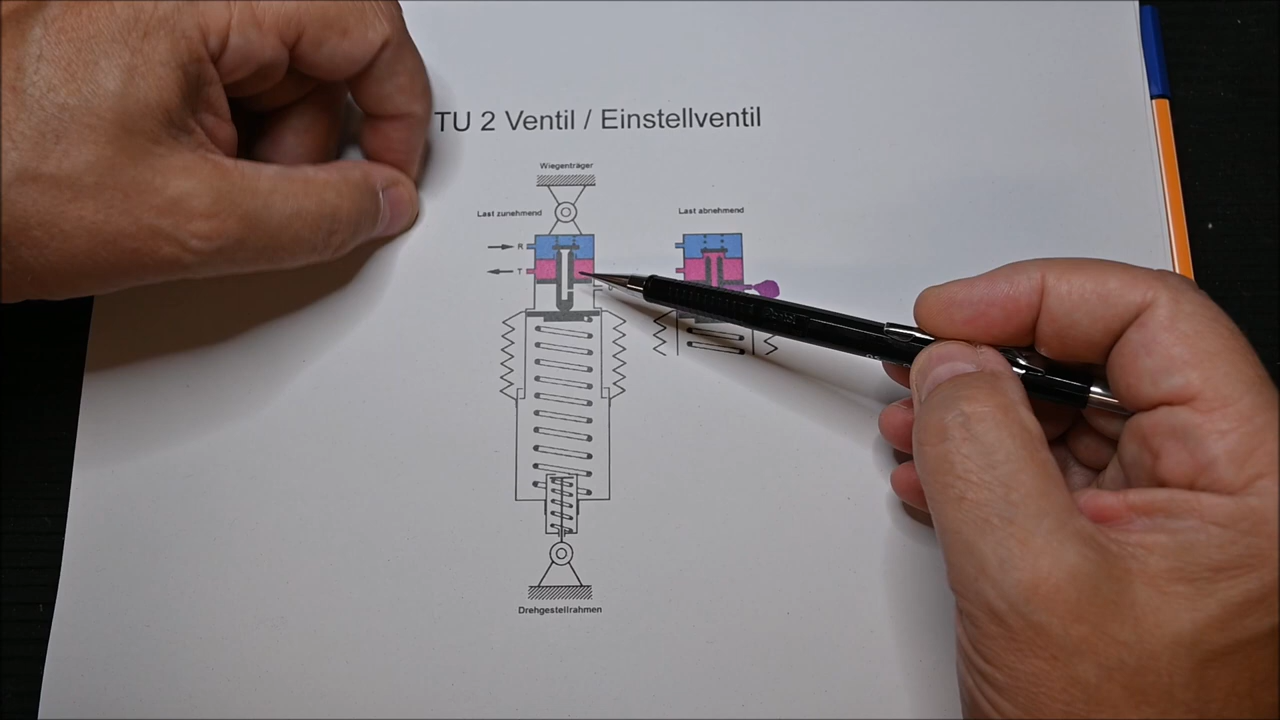 TU 2 Ventil / Einstellventil
Wiegenträger
Last zunehmend
Last abnehmend
R
T
Drehgestellrahmen